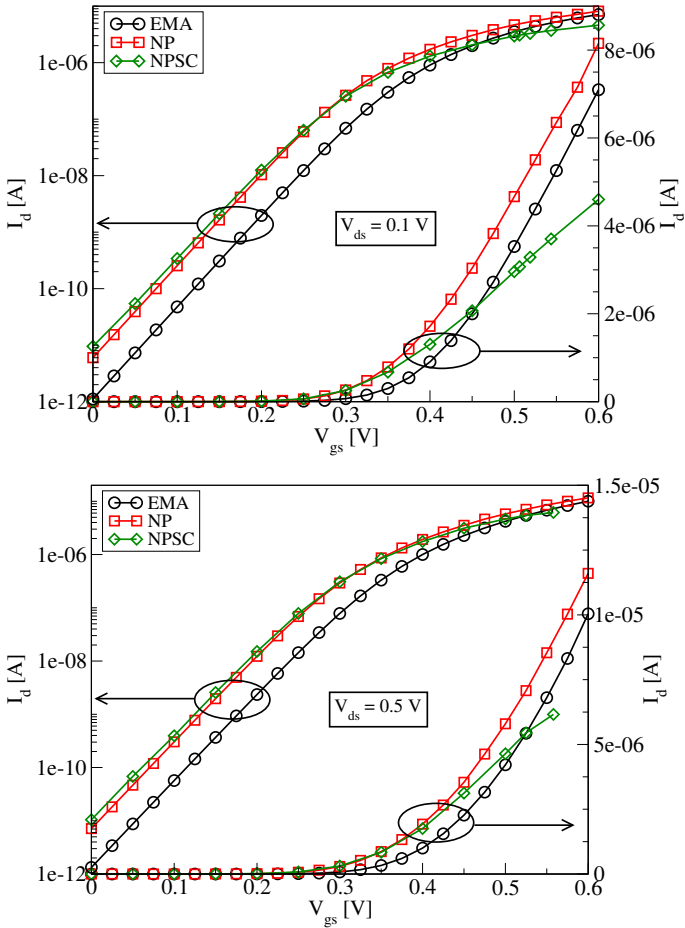 EMA
NP
NPSC
1e-06
1e-08
1e-10
1e-12
I_d [A]
8e-06
6e-06
4e-06
2e-06
0
I_d [A]
V_ds = 0.1 V
0 0.1 0.2 0.3 0.4 0.5 0.6
V_gs [V]
EMA
NP
NPSC
1e-06
1e-08
1e-10
1e-12
I_d [A]
1.5e-05
1e-05
5e-06
0
I_d [A]
V_ds = 0.5 V
0 0.1 0.2 0.3 0.4 0.5 0.6
V_gs [V]